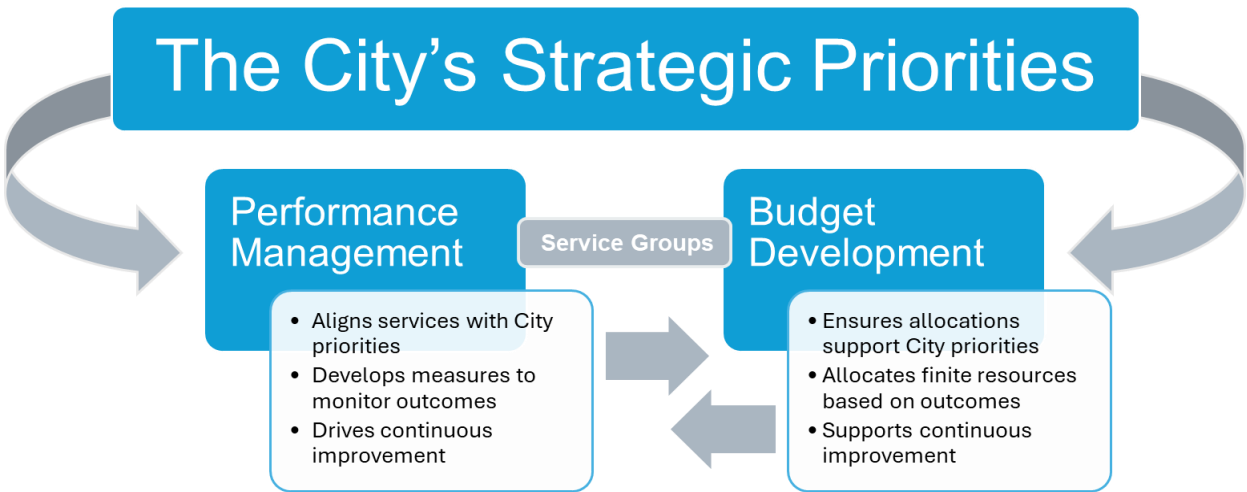 The City’s Strategic Priorities
Performance
Management
Service Groups
Budget
Development
• Aligns services with City
priorities
• Develops measures to
monitor outcomes
• Drives continuous
improvement
• Ensures allocations
support City priorities
• Allocates finite resources
based on outcomes
• Supports continuous
improvement